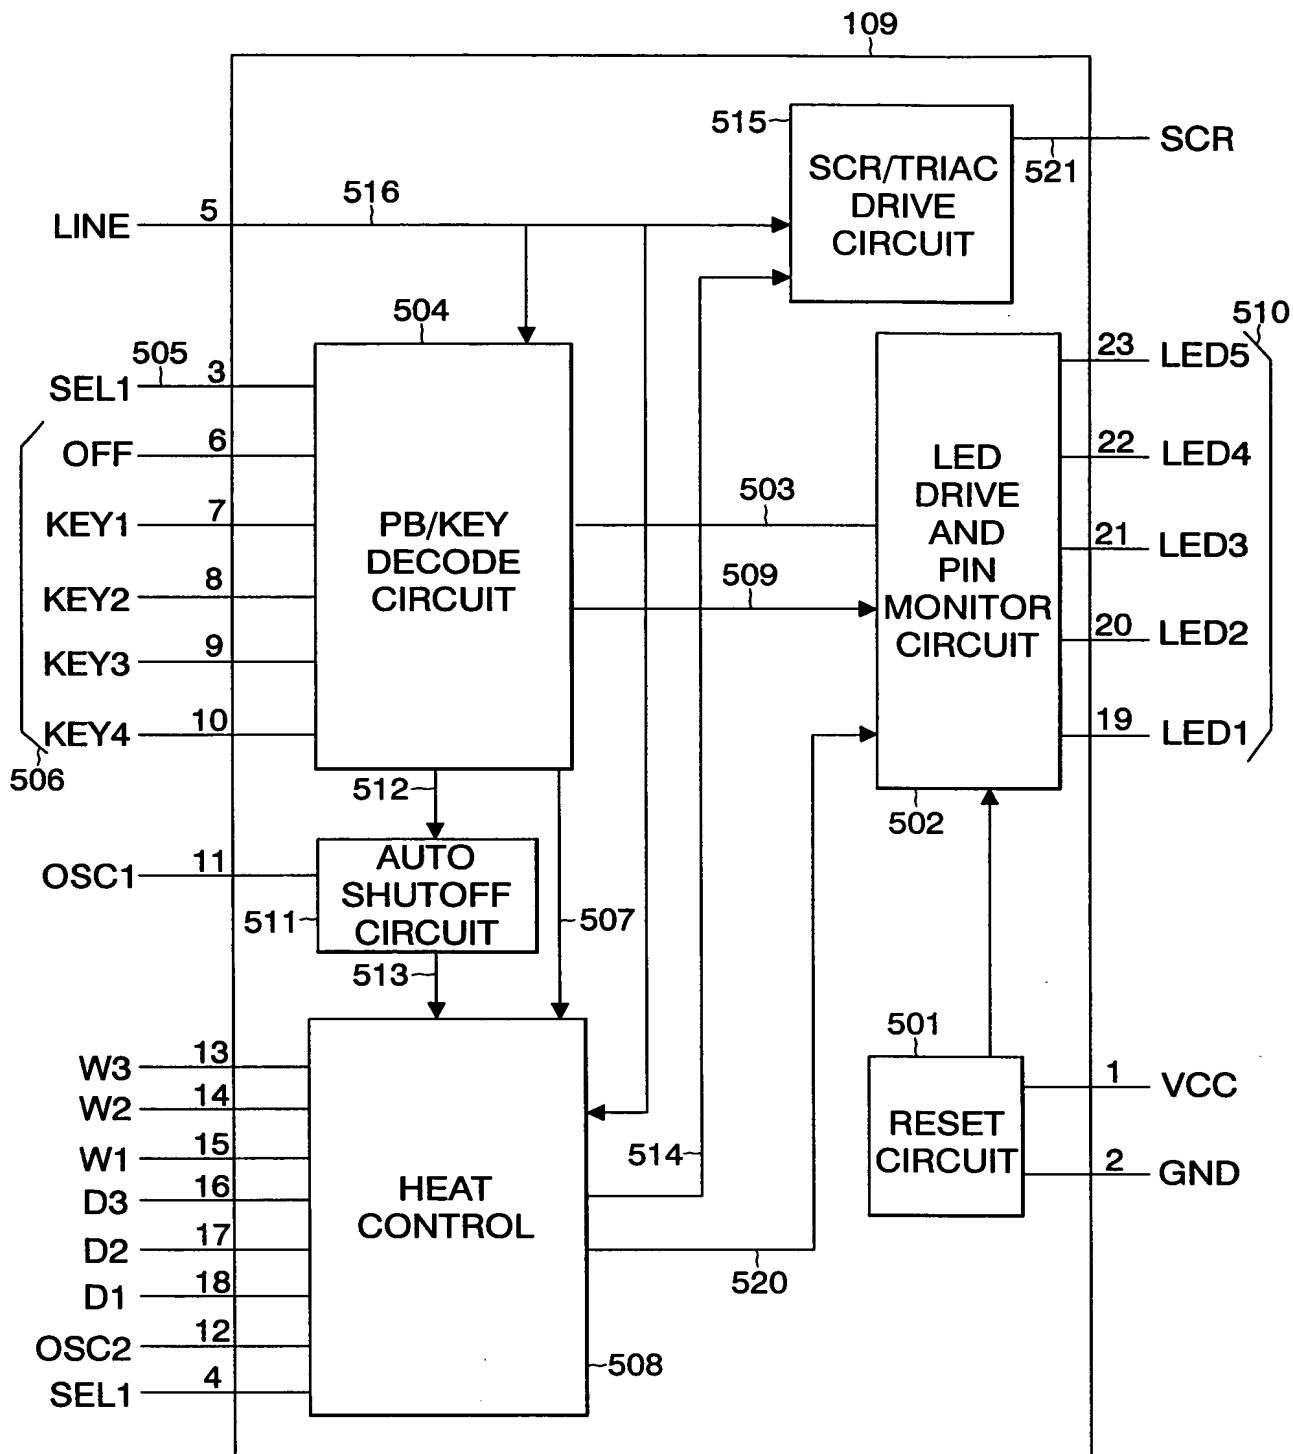 109
515
SCR/TRIAC
DRIVE
CIRCUIT
521
SCR
LINE
5
516
504
510
505
SEL1
3
OFF
6
KEY1
7
KEY2
8
KEY3
9
KEY4
10
506
PB/KEY
DECODE
CIRCUIT
503
509
LED
DRIVE
AND
PIN
MONITOR
CIRCUIT
23
LED5
22
LED4
21
LED3
20
LED2
19
LED1
502
512
OSC1
11
AUTO
SHUTOFF
CIRCUIT
511
507
513
501
RESET
CIRCUIT
1
VCC
2
GND
W3
13
W2
14
W1
15
D3
16
D2
17
D1
18
OSC2
12
SEL1
4
HEAT
CONTROL
514
520
508